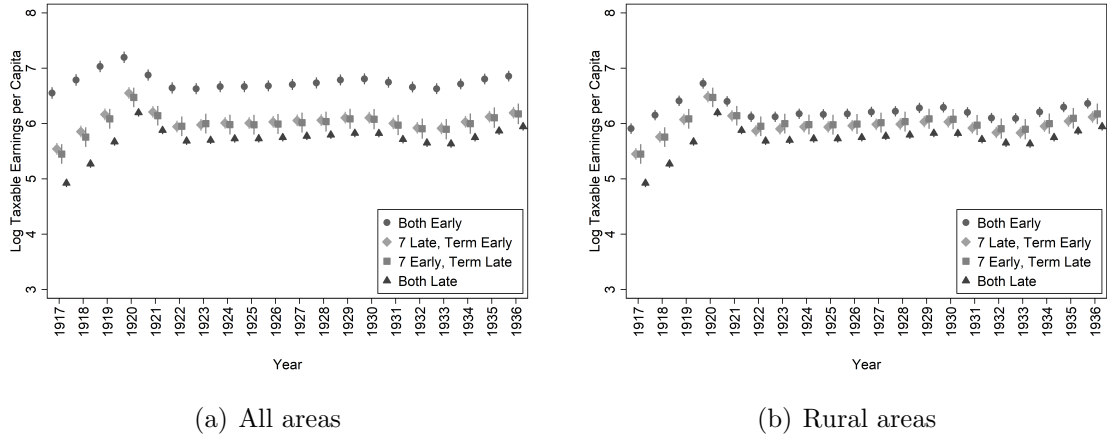 Log Taxable Earnings per Capita
8
7
6
5
4
3
Both Early
7 Late, Term Early
7 Early, Term Late
Both Late
1917 1918 1919 1920 1921 1922 1923 1924 1925 1926 1927 1928 1929 1930 1931 1932 1933 1934 1935 1936
Year
(a) All areas
Log Taxable Earnings per Capita
8
7
6
5
4
3
Both Early
7 Late, Term Early
7 Early, Term Late
Both Late
1917 1918 1919 1920 1921 1922 1923 1924 1925 1926 1927 1928 1929 1930 1931 1932 1933 1934 1935 1936
Year
(b) Rural areas